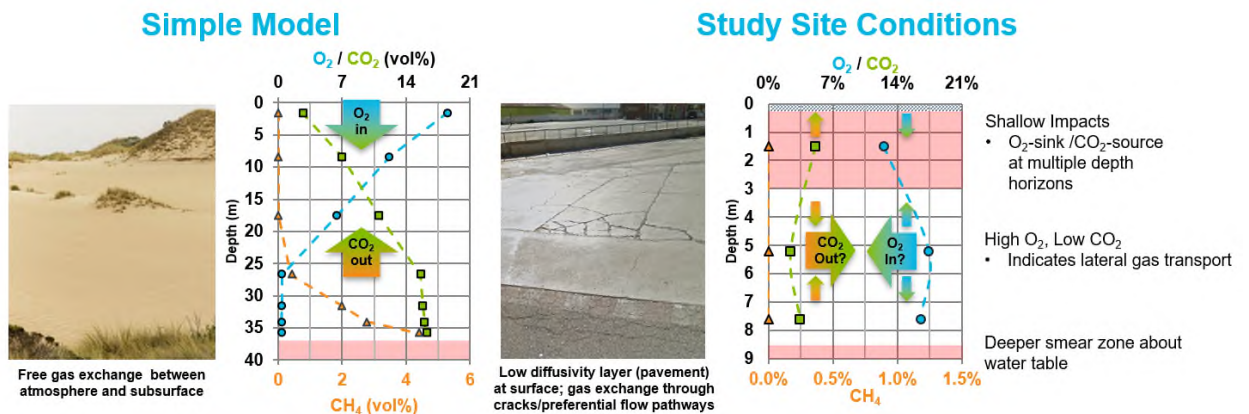 Simple Model
O₂ / CO₂ (vol%)
0 7 14 21
0
5
10
15
20
25
30
35
40
Depth (m)
O₂
in
CO₂
out
0 2 4 6
CH₄ (vol%)
Free gas exchange between
atmosphere and subsurface
Study Site Conditions
O₂ / CO₂
0% 7% 14% 21%
0
1
2
3
4
5
6
7
8
9
Depth (m)
CO₂
Out?
O₂
In?
0.0% 0.5% 1.0% 1.5%
CH₄
Low diffusivity layer (pavement)
at surface; gas exchange through
cracks/preferential flow pathways
Shallow Impacts
• O₂-sink /CO₂-source
at multiple depth
horizons
High O₂, Low CO₂
• Indicates lateral gas transport
Deeper smear zone about
water table